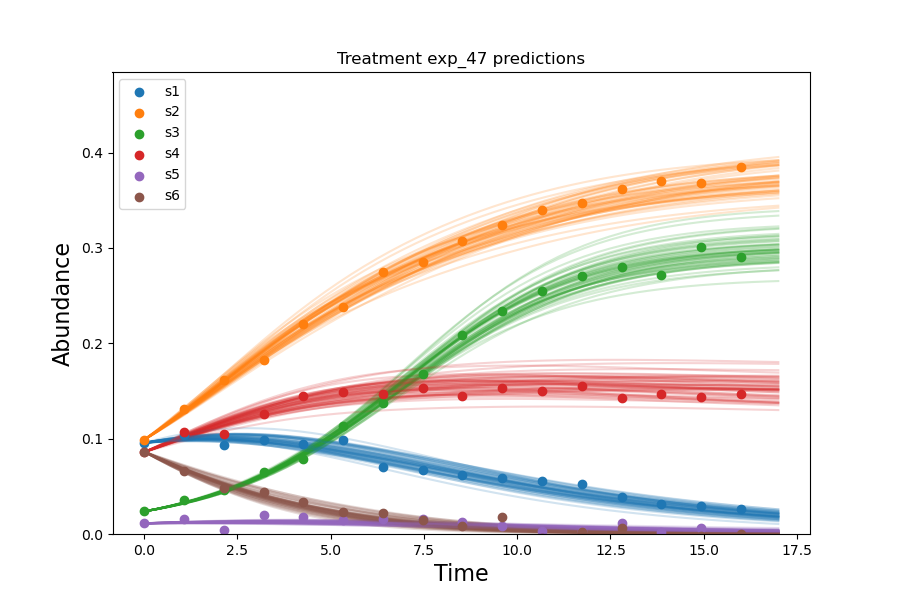 Treatment exp_47 predictions
s1
s2
s3
s4
s5
s6
Abundance
0.4
0.3
0.2
0.1
0.0
0.0 2.5 5.0 7.5 10.0 12.5 15.0 17.5
Time